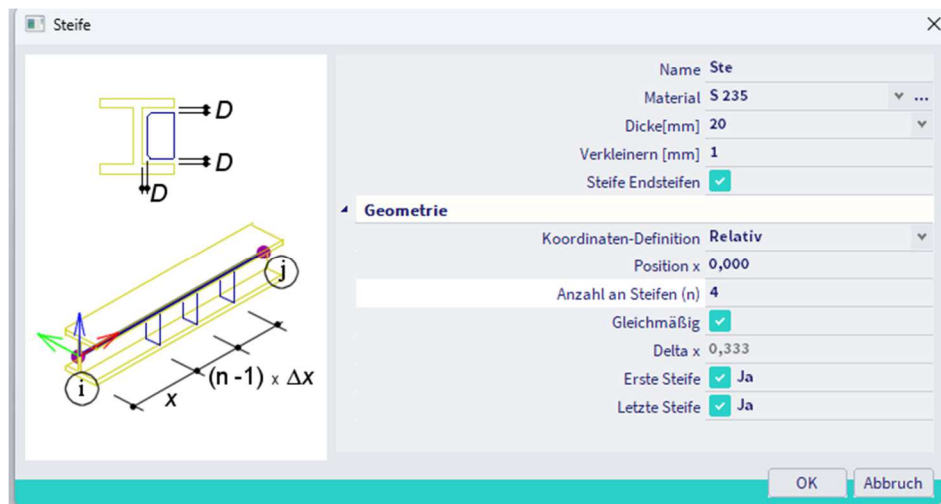 Steife
D
D
D
i
j
x
(n -1) x Δx
Name Ste
Material S 235 ...
Dicke[mm] 20
Verkleinern [mm] 1
Steife Endsteifen
Geometrie
Koordinaten-Definition Relativ
Position x 0,000
Anzahl an Steifen (n) 4
Gleichmäßig
Delta x 0,333
Erste Steife Ja
Letzte Steife Ja
OK Abbruch